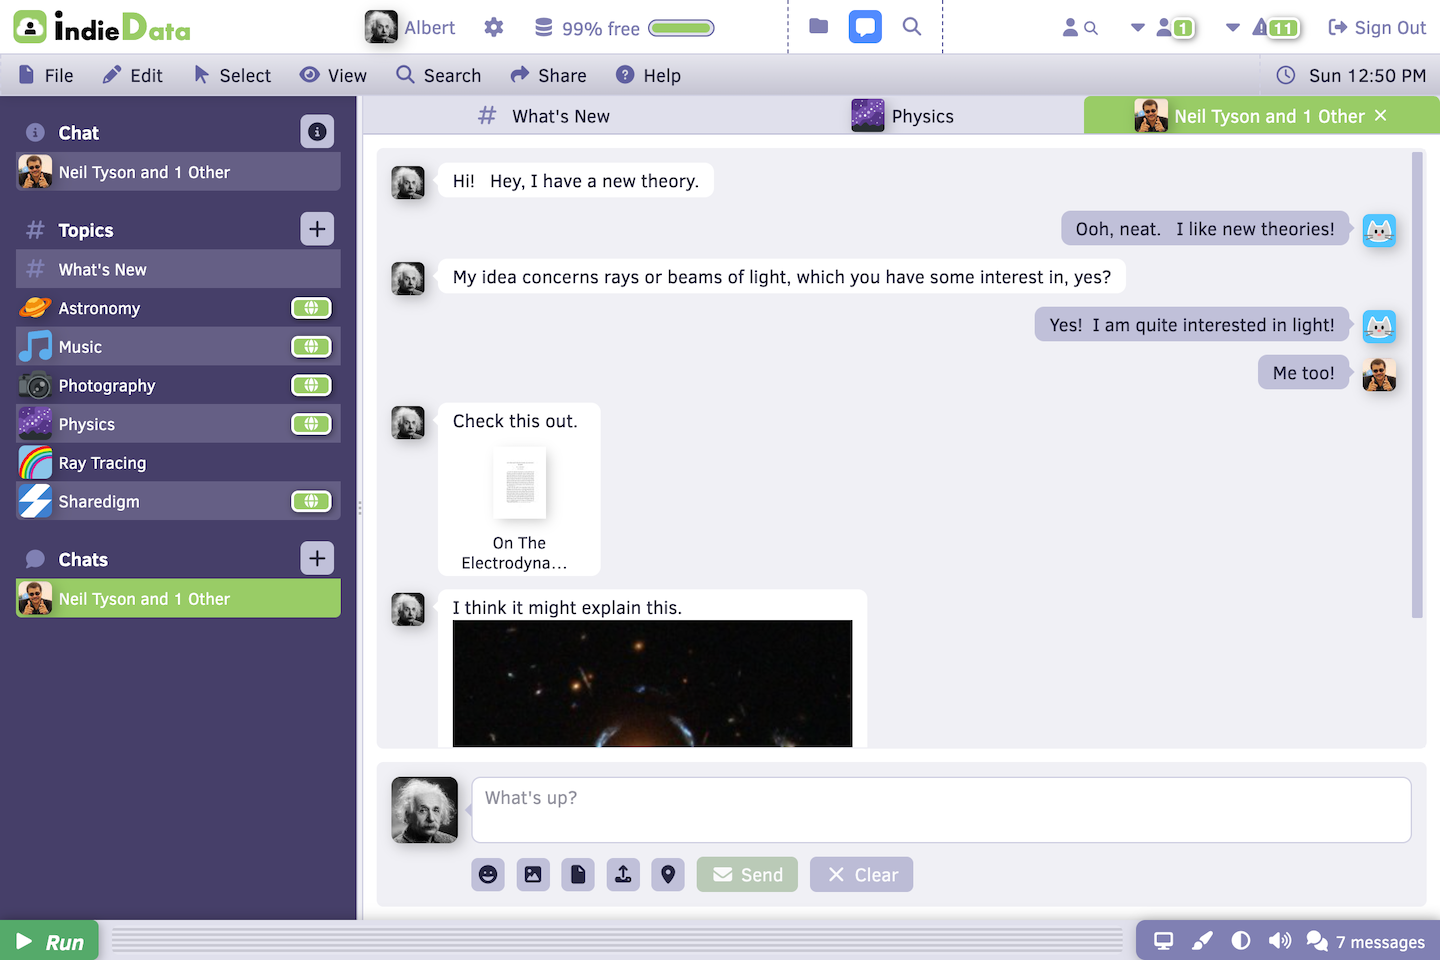 indieData
Albert
99% free
1
11
Sign Out
File
Edit
Select
View
Search
Share
Help
Sun 12:50 PM
Chat
Neil Tyson and 1 Other
Topics
What's New
Astronomy
Music
Photography
Physics
Ray Tracing
Sharedigm
Chats
Neil Tyson and 1 Other
What's New
Physics
Neil Tyson and 1 Other
Hi! Hey, I have a new theory.
Ooh, neat. I like new theories!
My idea concerns rays or beams of light, which you have some interest in, yes?
Yes! I am quite interested in light!
Me too!
Check this out.
On The
Electrodyna...
I think it might explain this.
What's up?
Send
Clear
Run
7 messages